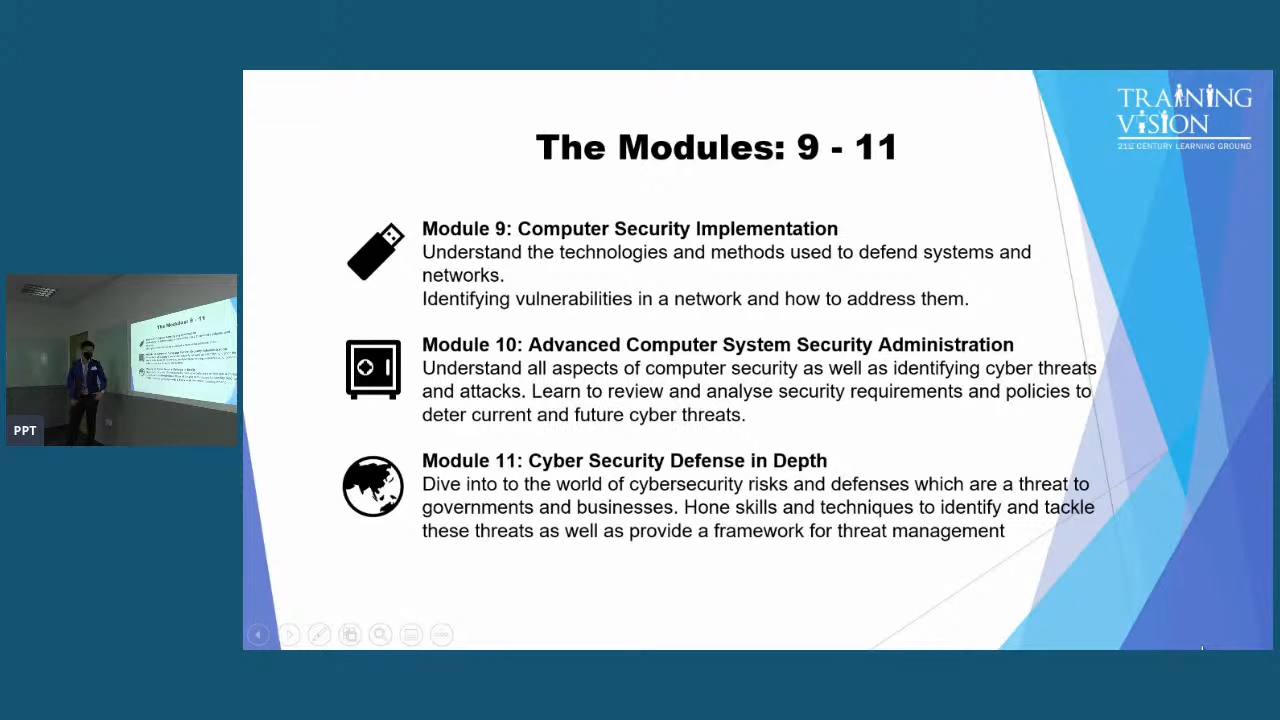 TRAINING
VISION
21ST CENTURY LEARNING GROUND
The Modules: 9 - 11
Module 9: Computer Security Implementation
Understand the technologies and methods used to defend systems and
networks.
Identifying vulnerabilities in a network and how to address them.
Module 10: Advanced Computer System Security Administration
Understand all aspects of computer security as well as identifying cyber threats
and attacks. Learn to review and analyse security requirements and policies to
deter current and future cyber threats.
Module 11: Cyber Security Defense in Depth
Dive into to the world of cybersecurity risks and defenses which are a threat to
governments and businesses. Hone skills and techniques to identify and tackle
these threats as well as provide a framework for threat management
The Modules: 9 - 11
PPT